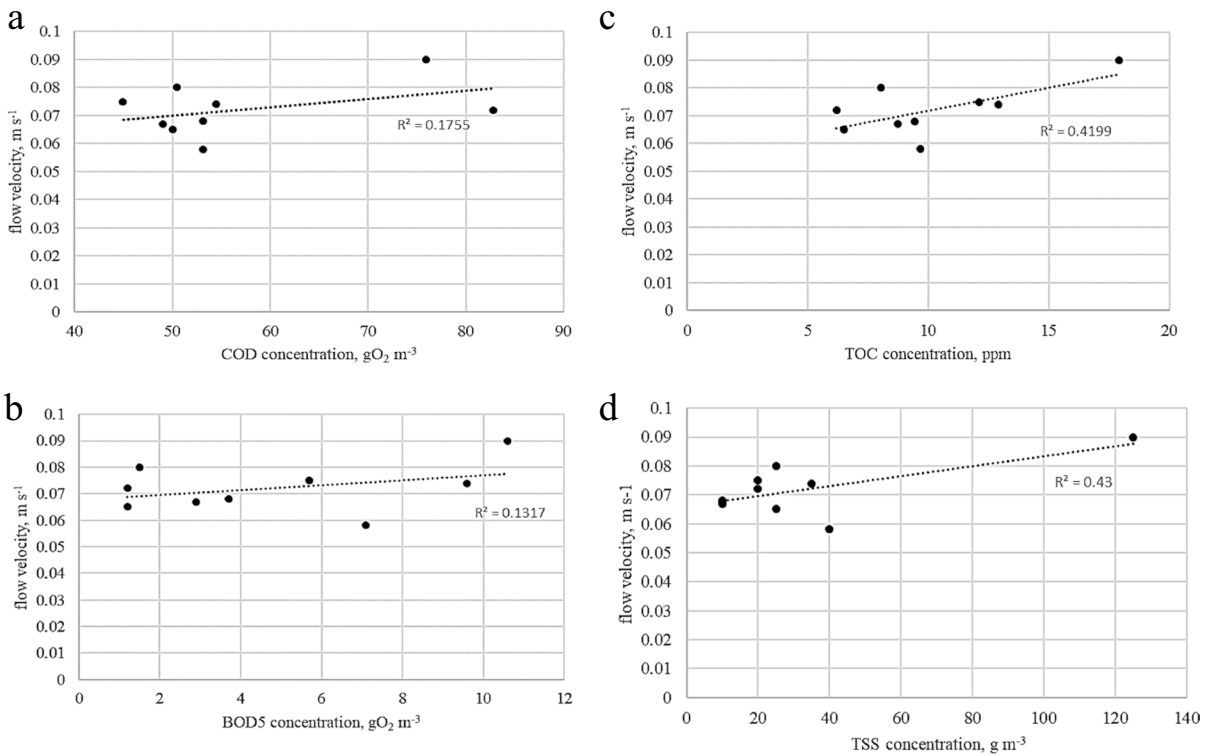 a
0.1
0.09
0.08
0.07
0.06
0.05
0.04
0.03
0.02
0.01
0
flow velocity, m s⁻¹
R² = 0.1755
40 50 60 70 80 90
COD concentration, gO₂ m⁻³
c
0.1
0.09
0.08
0.07
0.06
0.05
0.04
0.03
0.02
0.01
0
flow velocity, m s⁻¹
R² = 0.4199
0 5 10 15 20
TOC concentration, ppm
b
0.1
0.09
0.08
0.07
0.06
0.05
0.04
0.03
0.02
0.01
0
flow velocity, m s⁻¹
R² = 0.1317
0 2 4 6 8 10 12
BOD5 concentration, gO₂ m⁻³
d
0.1
0.09
0.08
0.07
0.06
0.05
0.04
0.03
0.02
0.01
0
flow velocity, m s-1
R² = 0.43
0 20 40 60 80 100 120 140
TSS concentration, g m⁻³